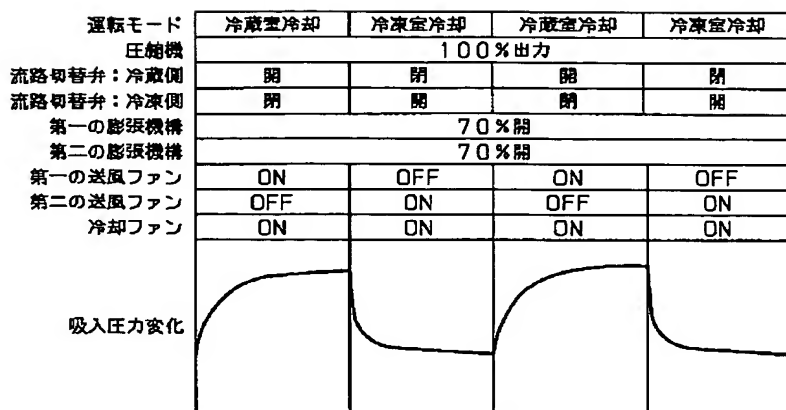 運転モード 冷蔵室冷却 冷凍室冷却 冷蔵室冷却 冷凍室冷却
圧縮機 100%出力
流路切替弁：冷蔵側 開 閉 開 閉
流路切替弁：冷凍側 閉 開 閉 開
第一の膨張機構 70%開
第二の膨張機構 70%開
第一の送風ファン ON OFF ON OFF
第二の送風ファン OFF ON OFF ON
冷却ファン ON ON ON ON
吸入圧力変化